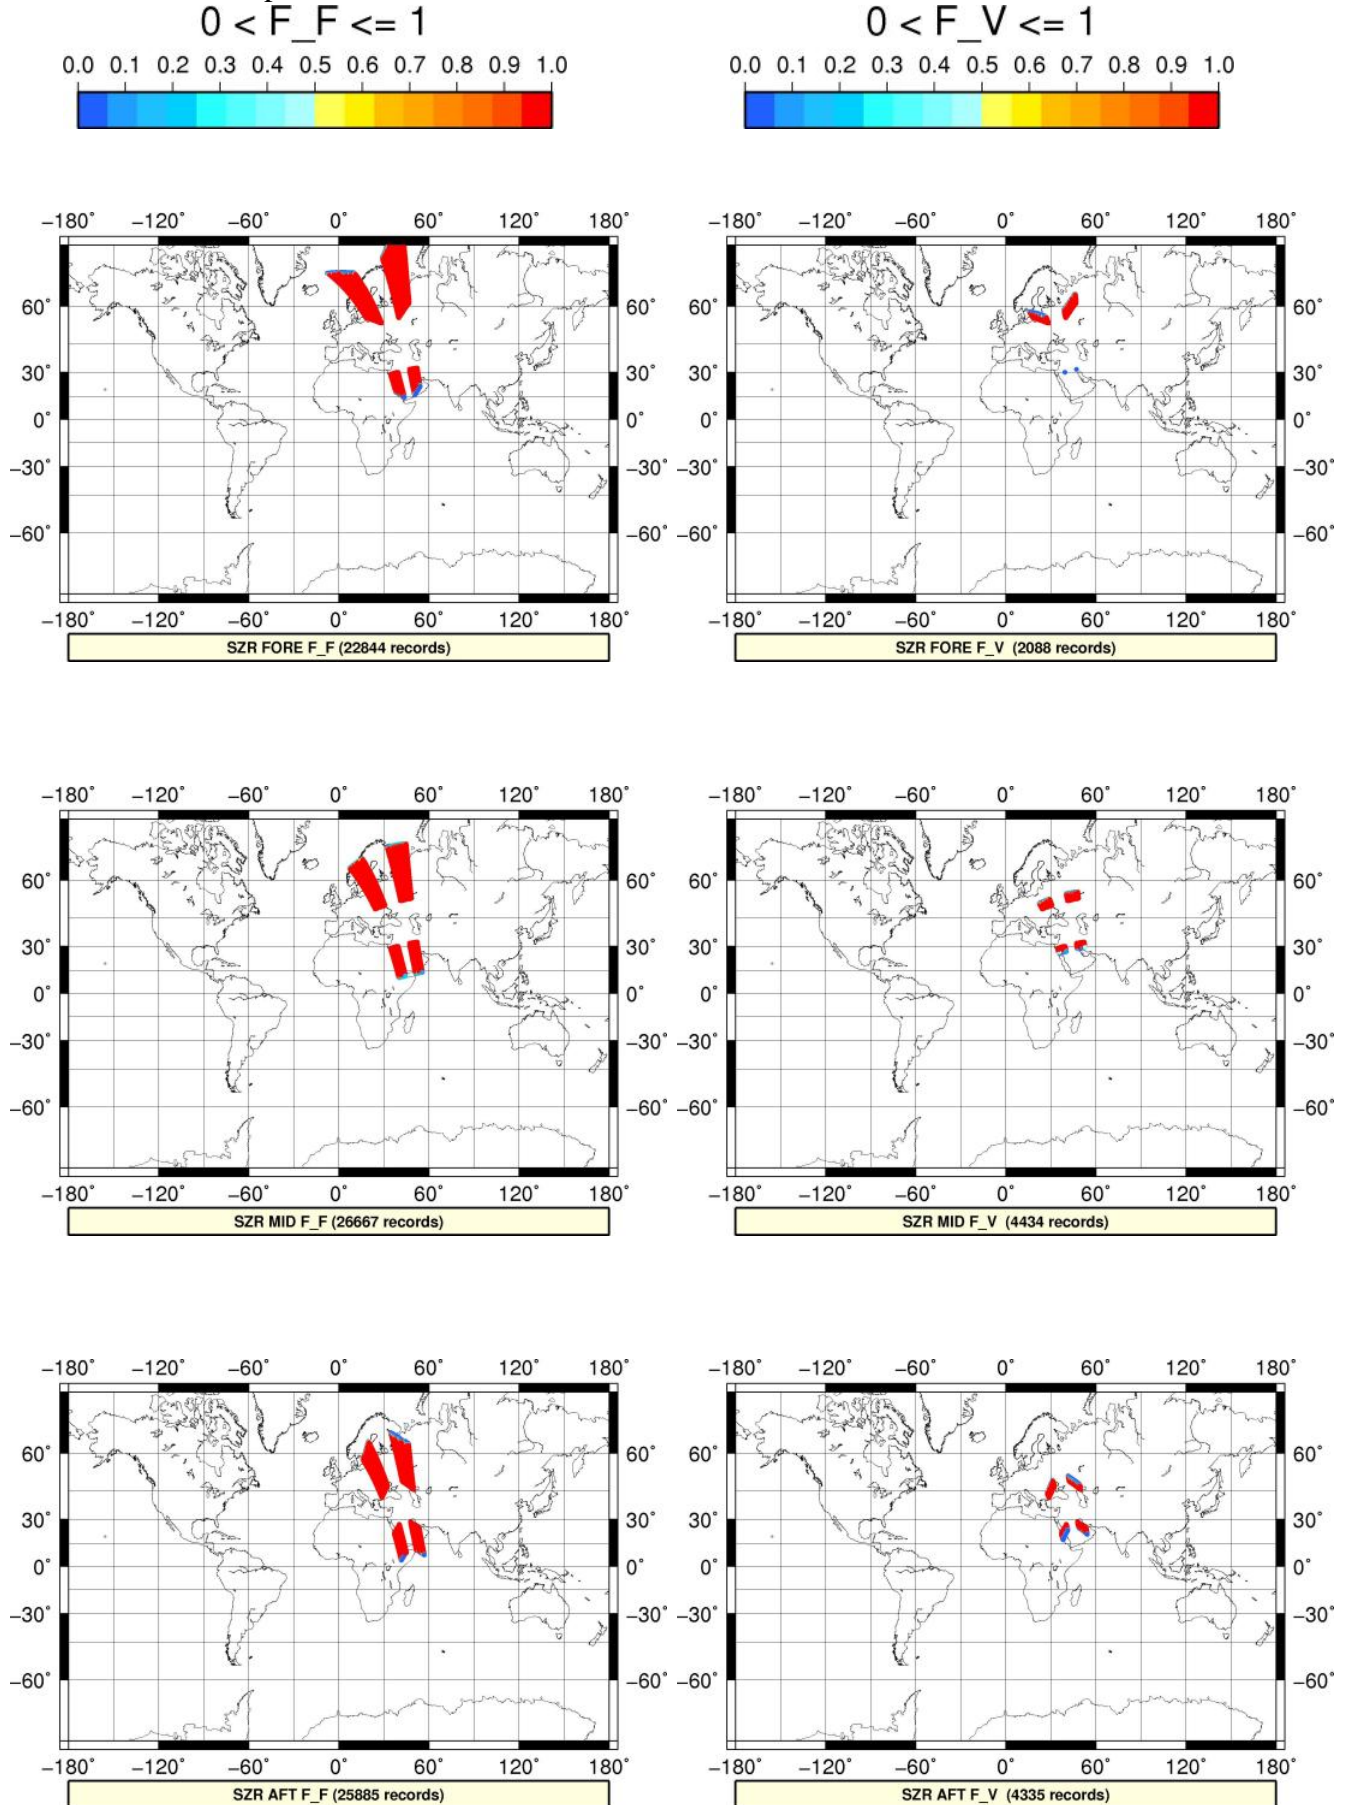 0 < F_F <= 1 0 < F_V <= 1
0.0 0.1 0.2 0.3 0.4 0.5 0.6 0.7 0.8 0.9 1.0 0.0 0.1 0.2 0.3 0.4 0.5 0.6 0.7 0.8 0.9 1.0
−180˚ −120˚ −60˚ 0˚ 60˚ 120˚ 180˚ −180˚ −120˚ −60˚ 0˚ 60˚ 120˚ 180˚
60˚ 60˚ 60˚ 60˚
30˚ 30˚ 30˚ 30˚
0˚ 0˚ 0˚ 0˚
−30˚ −30˚ −30˚ −30˚
−60˚ −60˚ −60˚ −60˚
−180˚ −120˚ −60˚ 0˚ 60˚ 120˚ 180˚ −180˚ −120˚ −60˚ 0˚ 60˚ 120˚ 180˚
SZR FORE F_F (22844 records) SZR FORE F_V (2088 records)
−180˚ −120˚ −60˚ 0˚ 60˚ 120˚ 180˚ −180˚ −120˚ −60˚ 0˚ 60˚ 120˚ 180˚
60˚ 60˚ 60˚ 60˚
30˚ 30˚ 30˚ 30˚
0˚ 0˚ 0˚ 0˚
−30˚ −30˚ −30˚ −30˚
−60˚ −60˚ −60˚ −60˚
−180˚ −120˚ −60˚ 0˚ 60˚ 120˚ 180˚ −180˚ −120˚ −60˚ 0˚ 60˚ 120˚ 180˚
SZR MID F_F (26667 records) SZR MID F_V (4434 records)
−180˚ −120˚ −60˚ 0˚ 60˚ 120˚ 180˚ −180˚ −120˚ −60˚ 0˚ 60˚ 120˚ 180˚
60˚ 60˚ 60˚ 60˚
30˚ 30˚ 30˚ 30˚
0˚ 0˚ 0˚ 0˚
−30˚ −30˚ −30˚ −30˚
−60˚ −60˚ −60˚ −60˚
−180˚ −120˚ −60˚ 0˚ 60˚ 120˚ 180˚ −180˚ −120˚ −60˚ 0˚ 60˚ 120˚ 180˚
SZR AFT F_F (25885 records) SZR AFT F_V (4335 records)